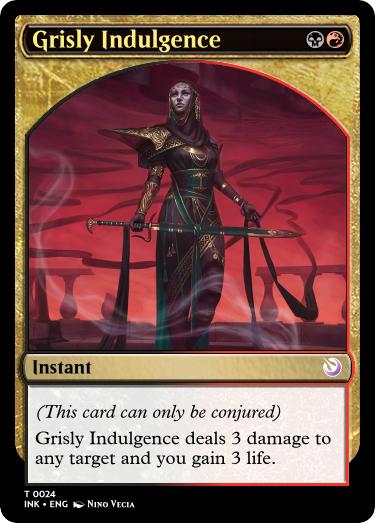 Grisly Indulgence
Instant
(This card can only be conjured)
Grisly Indulgence deals 3 damage to
any target and you gain 3 life.
T 0024
INK • ENG Nino Vecia